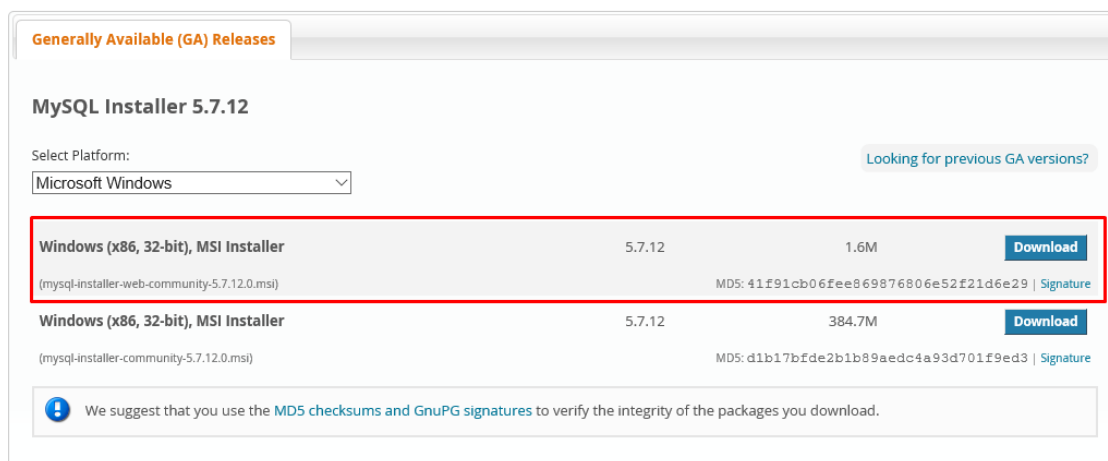 Generally Available (GA) Releases
MySQL Installer 5.7.12
Select Platform:
Looking for previous GA versions?
Microsoft Windows
Windows (x86, 32-bit), MSI Installer 5.7.12 1.6M Download
(mysql-installer-web-community-5.7.12.0.msi) MD5: 41f91cb06fee869876806e52f21d6e29 | Signature
Windows (x86, 32-bit), MSI Installer 5.7.12 384.7M Download
(mysql-installer-community-5.7.12.0.msi) MD5: d1b17bfde2b1b89aedc4a93d701f9ed3 | Signature
We suggest that you use the MD5 checksums and GnuPG signatures to verify the integrity of the packages you download.